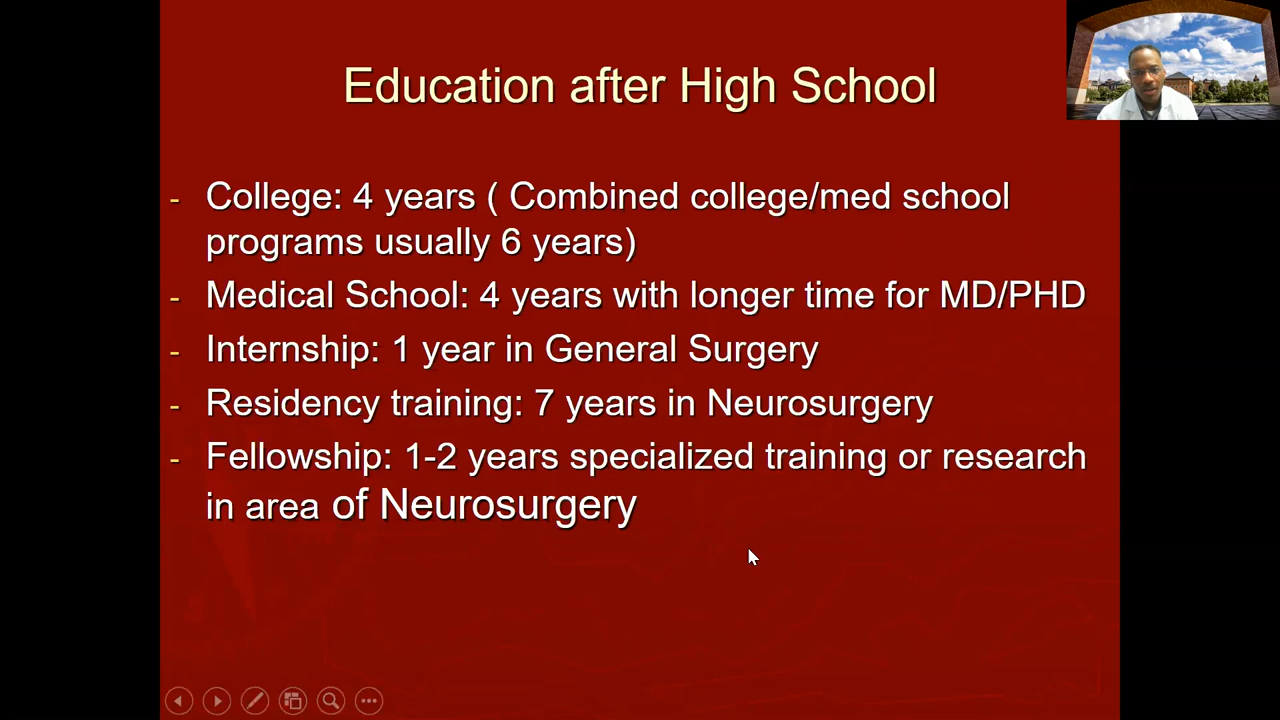 Education after High School
- College: 4 years ( Combined college/med school
programs usually 6 years)
- Medical School: 4 years with longer time for MD/PHD
- Internship: 1 year in General Surgery
- Residency training: 7 years in Neurosurgery
- Fellowship: 1-2 years specialized training or research
in area of Neurosurgery